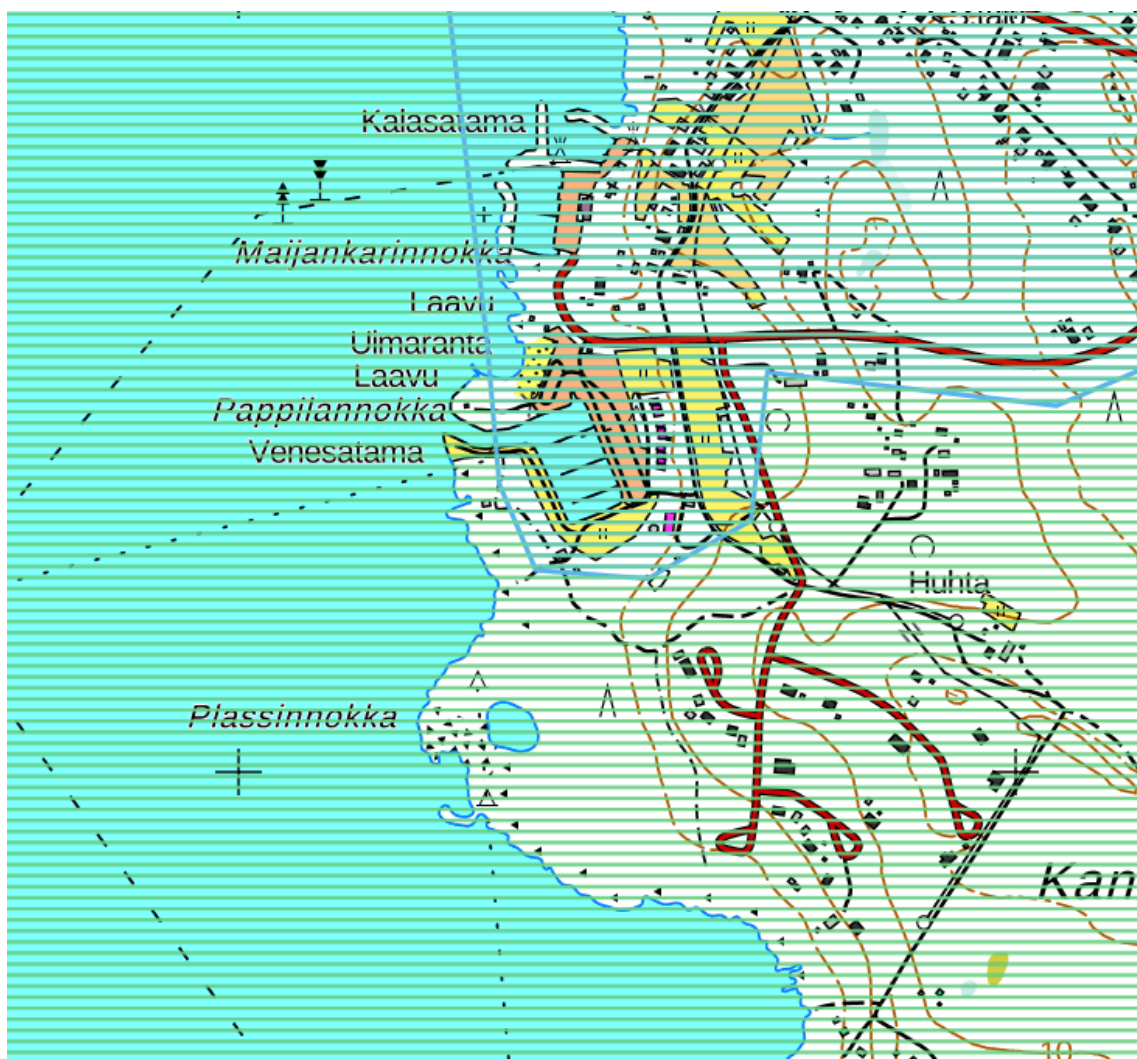 Kalasatama
Maijankarinnokka
Laavu
Uimaranta
Laavu
Pappilannokka
Venesatama
Huhta
Plassinnokka
Kan
10